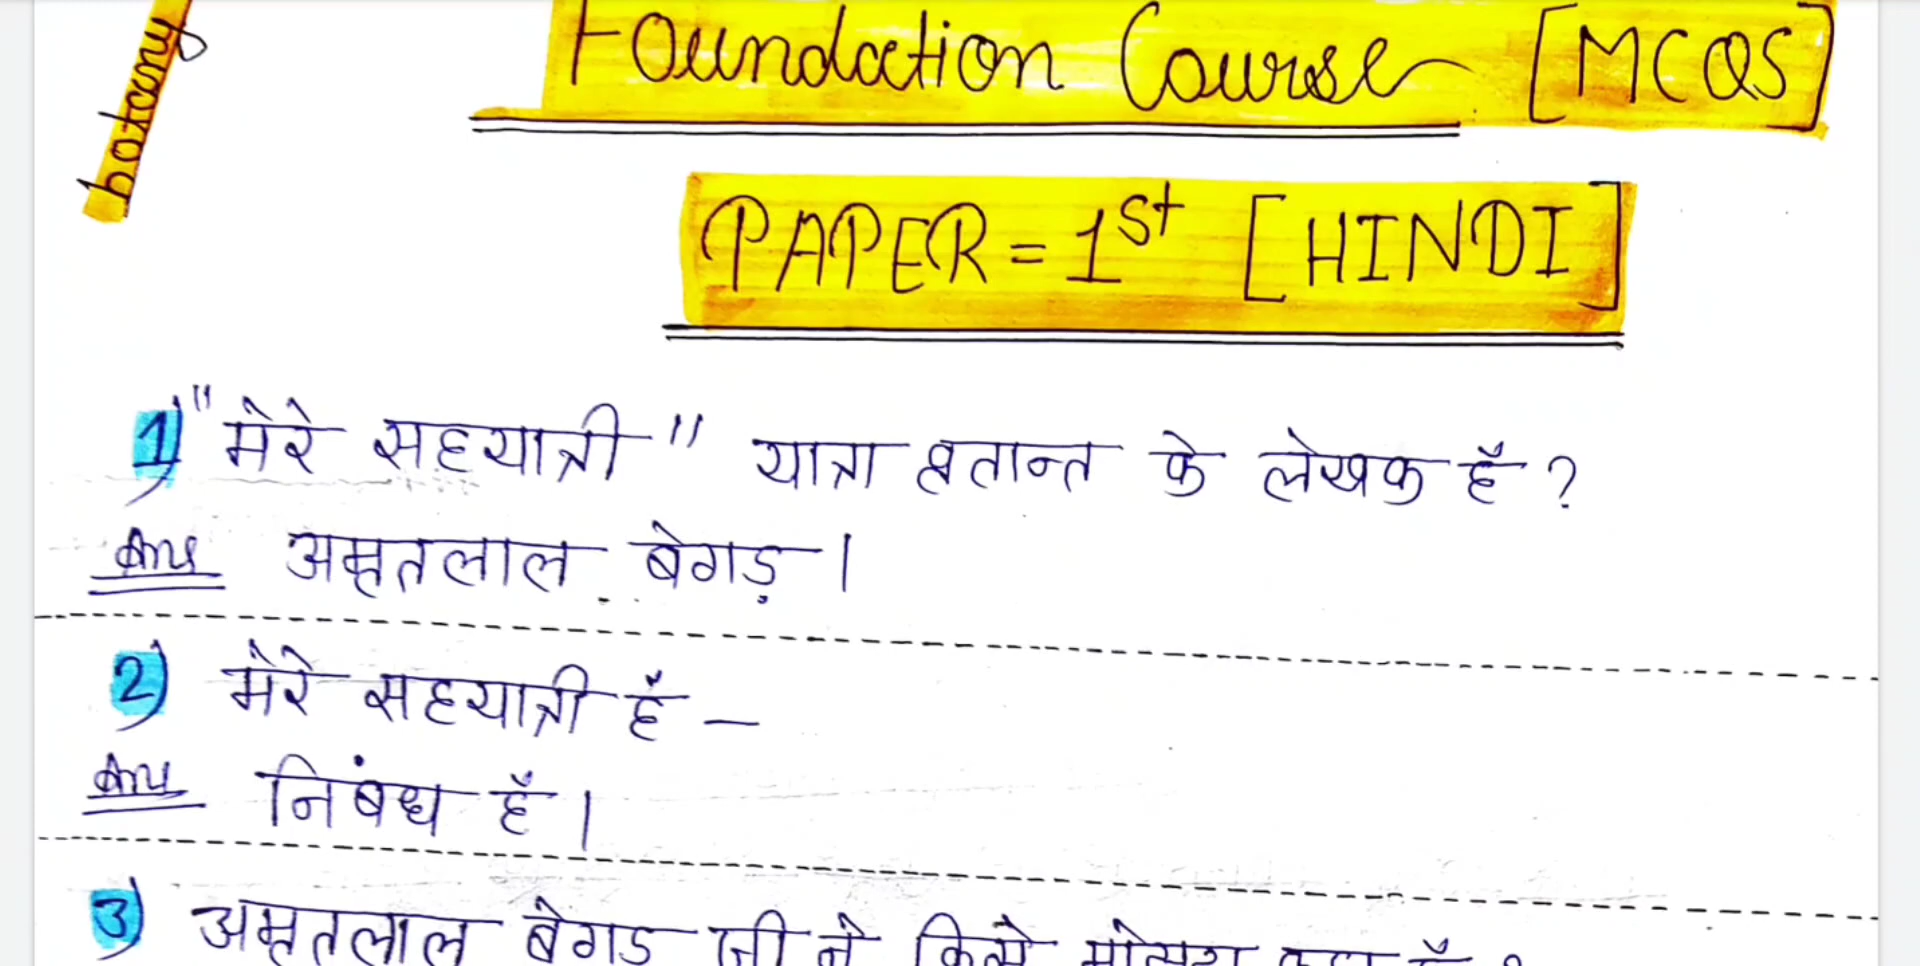 botany
Foundation Course [MCQS]
PAPER = 1st [HINDI]
1) "मेरे सहयात्री" यात्रा वृतान्त के लेखक हैं ?
Ans अमृतलाल बेगड़ ।
2) मेरे सहयात्री हैं –
Ans निबंध हैं ।
3) अमृतलाल बेगड जी ने किसे